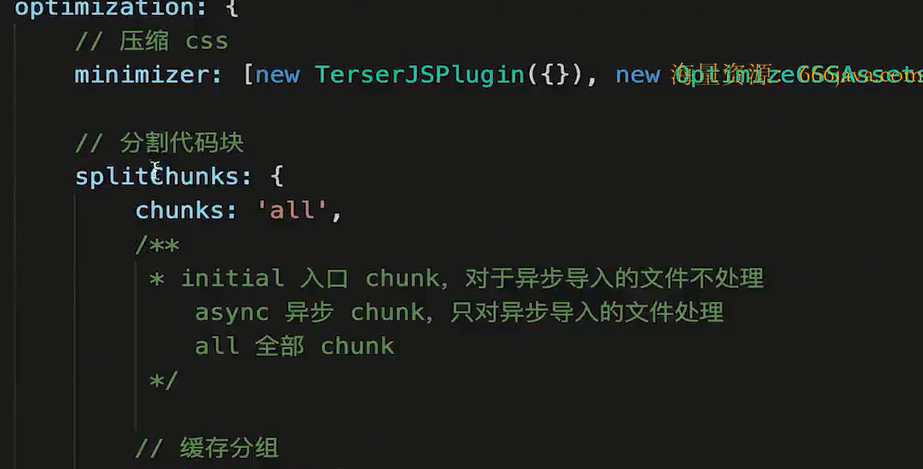 optimization: {
// 压缩 css
minimizer: [new TerserJSPlugin({}), new OptimizeCSSAssets
海量资源：666java.com
// 分割代码块
splitChunks: {
chunks: 'all',
/**
* initial 入口 chunk，对于异步导入的文件不处理
async 异步 chunk，只对异步导入的文件处理
all 全部 chunk
*/
// 缓存分组